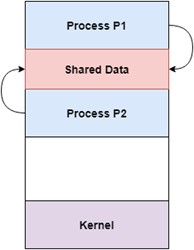 Process P1
Shared Data
Process P2
Kernel